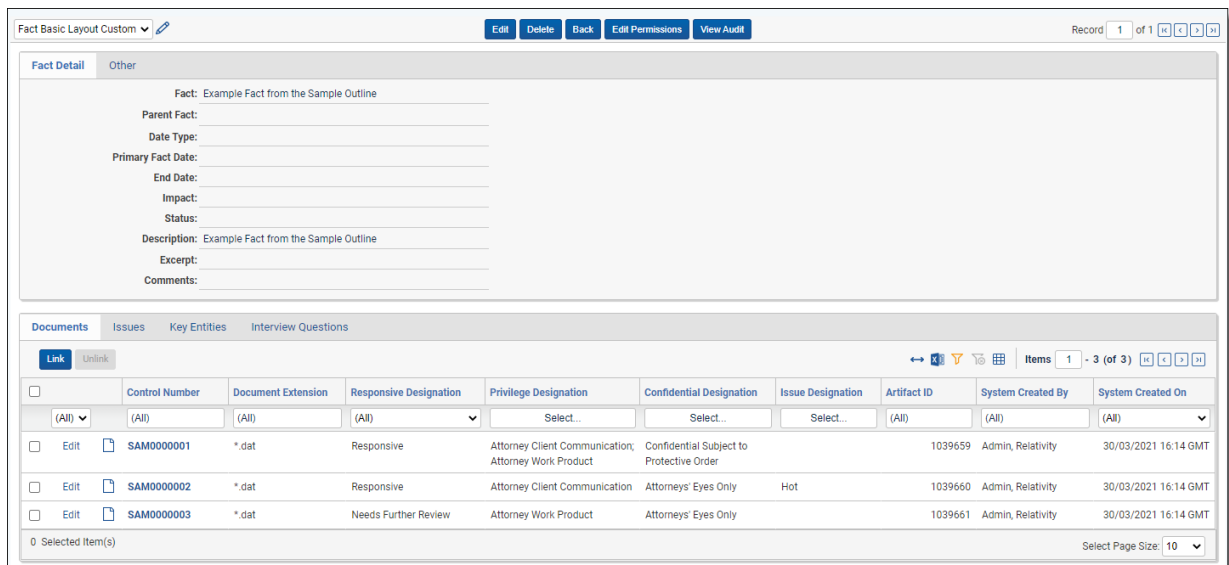 Fact Basic Layout Custom Edit Delete Back Edit Permissions View Audit Record 1 of 1
Fact Detail Other
Fact: Example Fact from the Sample Outline
Parent Fact:
Date Type:
Primary Fact Date:
End Date:
Impact:
Status:
Description: Example Fact from the Sample Outline
Excerpt:
Comments:
Documents Issues Key Entities Interview Questions
Link Unlink Items 1 - 3 (of 3)
Control Number Document Extension Responsive Designation Privilege Designation Confidential Designation Issue Designation Artifact ID System Created By System Created On
(All) (All) (All) (All) Select... Select... Select... (All) (All) (All)
Edit SAM0000001 *.dat Responsive Attorney Client Communication; Confidential Subject to 1039659 Admin, Relativity 30/03/2021 16:14 GMT
Attorney Work Product Protective Order
Edit SAM0000002 *.dat Responsive Attorney Client Communication Attorneys' Eyes Only Hot 1039660 Admin, Relativity 30/03/2021 16:14 GMT
Edit SAM0000003 *.dat Needs Further Review Attorney Work Product Attorneys' Eyes Only 1039661 Admin, Relativity 30/03/2021 16:14 GMT
0 Selected Item(s) Select Page Size: 10